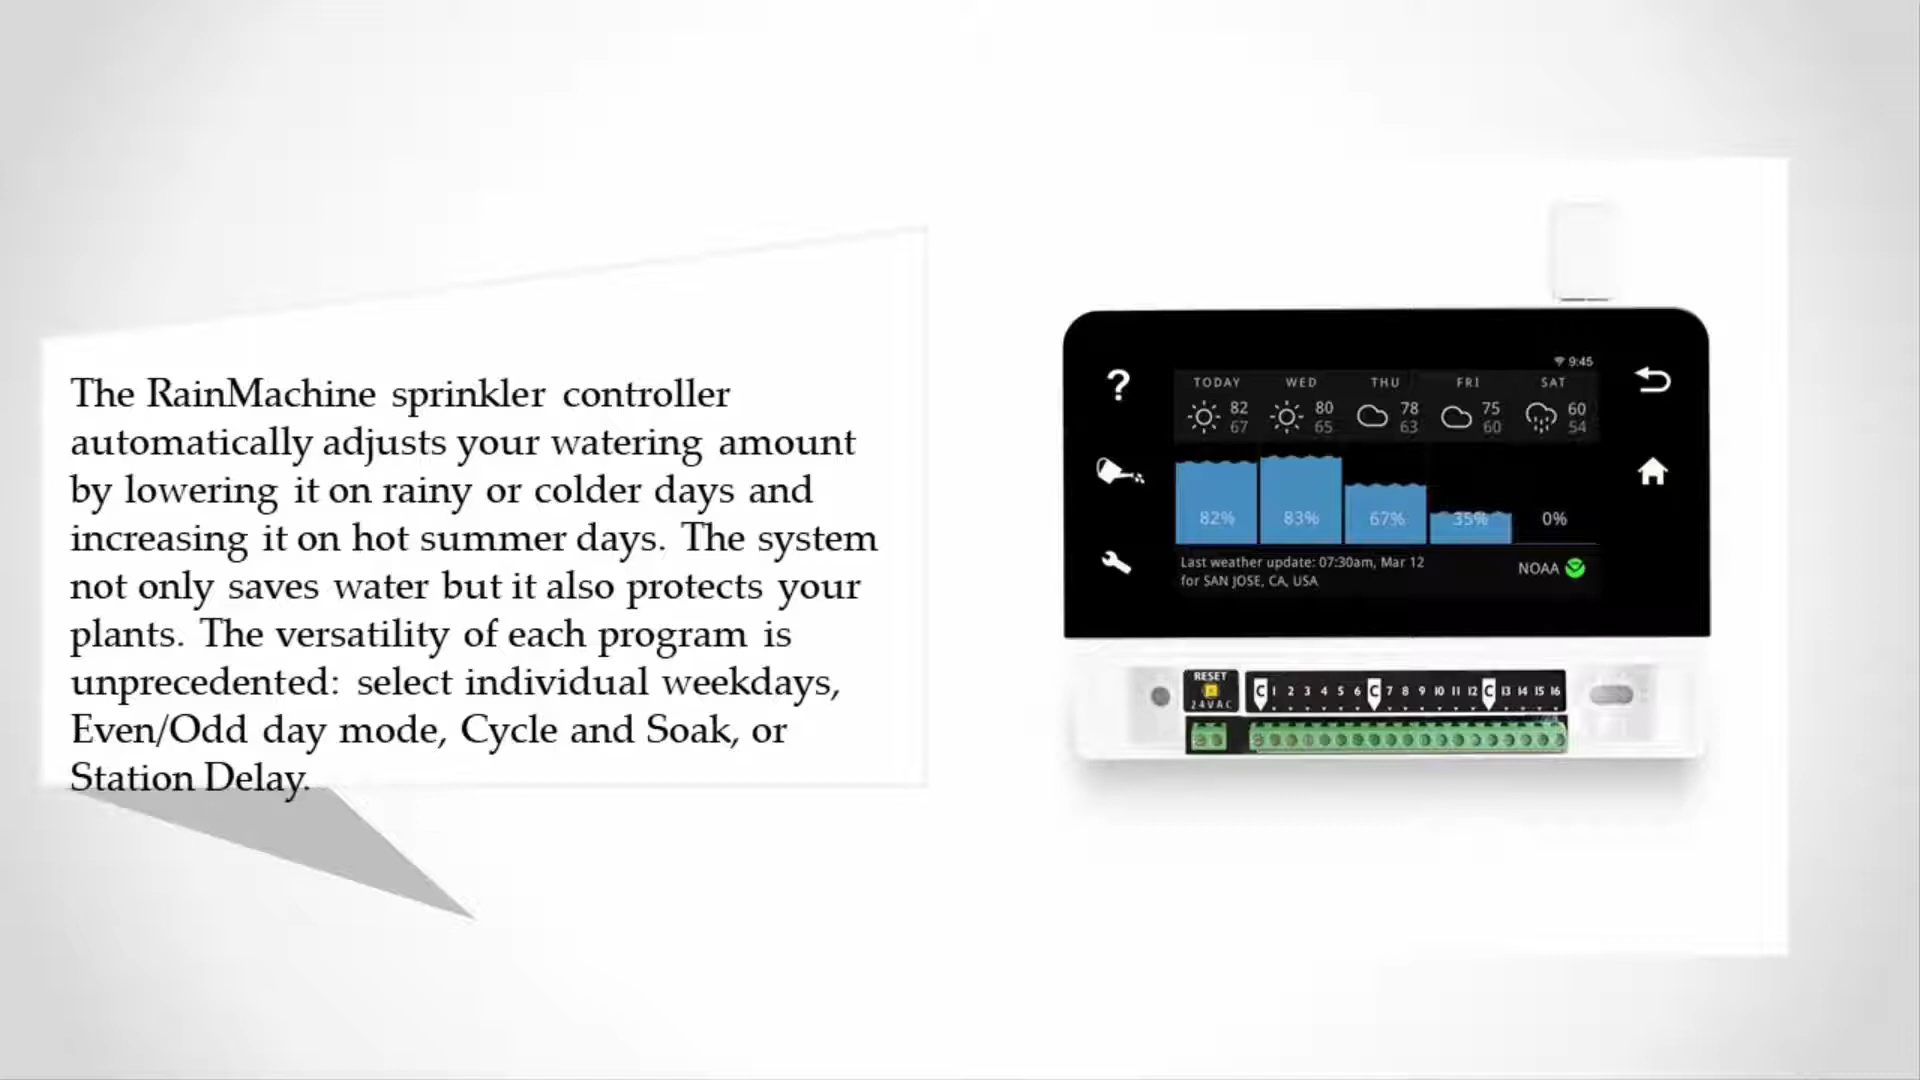 The RainMachine sprinkler controller
automatically adjusts your watering amount
by lowering it on rainy or colder days and
increasing it on hot summer days. The system
not only saves water but it also protects your
plants. The versatility of each program is
unprecedented: select individual weekdays,
Even/Odd day mode, Cycle and Soak, or
Station Delay.
9:45
TODAY WED THU FRI SAT
82 80 78 75 60
67 65 63 60 54
?
82% 83% 67% 35% 0%
Last weather update: 07:30am, Mar 12
for SAN JOSE, CA, USA
NOAA
RESET
24VAC
C 1 2 3 4 5 6 C 7 8 9 10 11 12 C 13 14 15 16